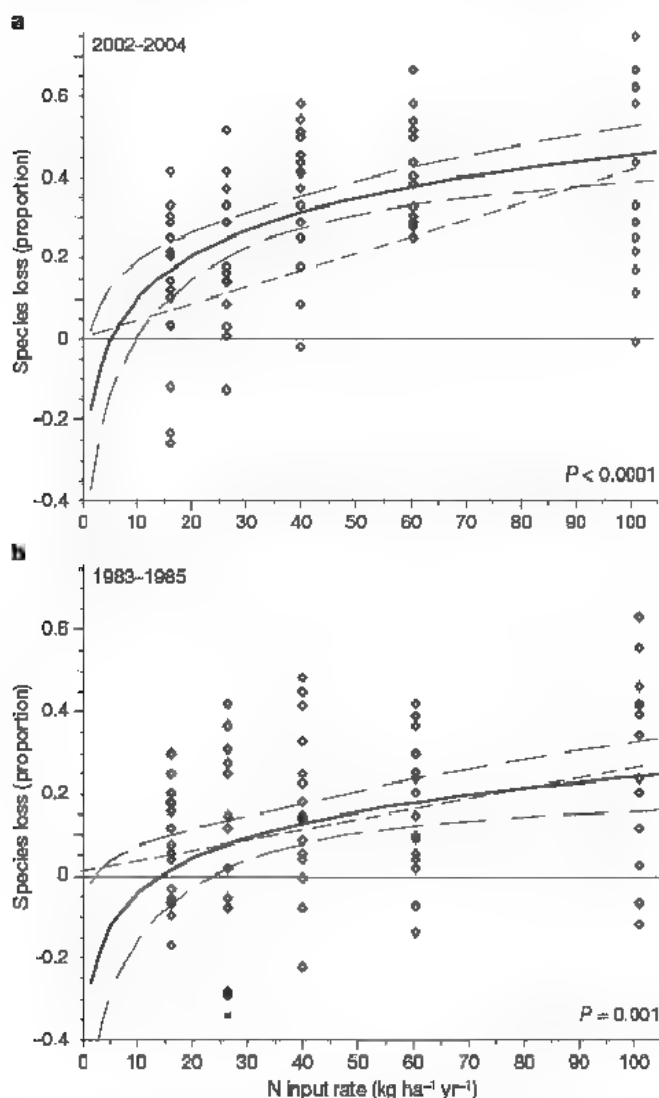 a
2002–2004
0.6
0.4
0.2
0
-0.2
-0.4
Species loss (proportion)
P < 0.0001
0 10 20 30 40 50 60 70 80 90 100
b
1983–1985
0.6
0.4
0.2
0
-0.2
-0.4
Species loss (proportion)
P = 0.001
0 10 20 30 40 50 60 70 80 90 100
N input rate (kg ha⁻¹ yr⁻¹)